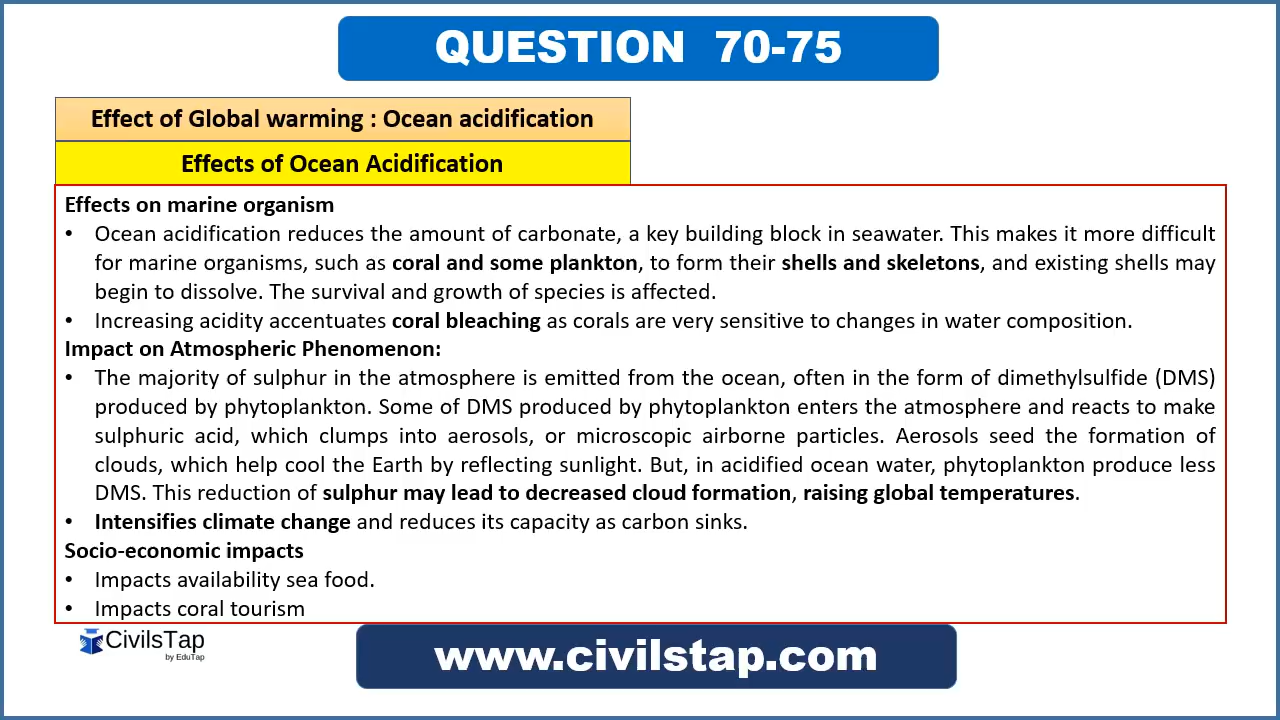 QUESTION 70-75
Effect of Global warming : Ocean acidification
Effects of Ocean Acidification
Effects on marine organism
• Ocean acidification reduces the amount of carbonate, a key building block in seawater. This makes it more difficult
for marine organisms, such as coral and some plankton, to form their shells and skeletons, and existing shells may
begin to dissolve. The survival and growth of species is affected.
• Increasing acidity accentuates coral bleaching as corals are very sensitive to changes in water composition.
Impact on Atmospheric Phenomenon:
• The majority of sulphur in the atmosphere is emitted from the ocean, often in the form of dimethylsulfide (DMS)
produced by phytoplankton. Some of DMS produced by phytoplankton enters the atmosphere and reacts to make
sulphuric acid, which clumps into aerosols, or microscopic airborne particles. Aerosols seed the formation of
clouds, which help cool the Earth by reflecting sunlight. But, in acidified ocean water, phytoplankton produce less
DMS. This reduction of sulphur may lead to decreased cloud formation, raising global temperatures.
• Intensifies climate change and reduces its capacity as carbon sinks.
Socio-economic impacts
• Impacts availability sea food.
• Impacts coral tourism
CivilsTap
by EduTap
www.civilstap.com